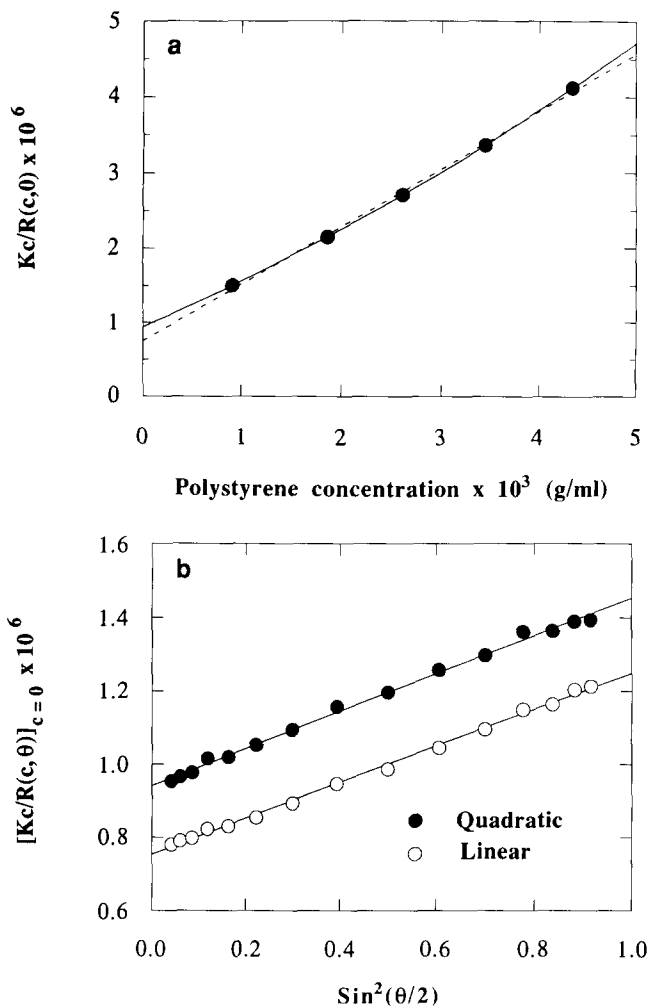 a
Kc/R(c,0) x 10^6
5
4
3
2
1
0
0 1 2 3 4 5
Polystyrene concentration x 10^3 (g/ml)
b
[Kc/R(c, θ)]_c = 0 x 10^6
1.6
1.4
1.2
1.0
0.8
0.6
Quadratic
Linear
0.0 0.2 0.4 0.6 0.8 1.0
Sin^2(θ/2)